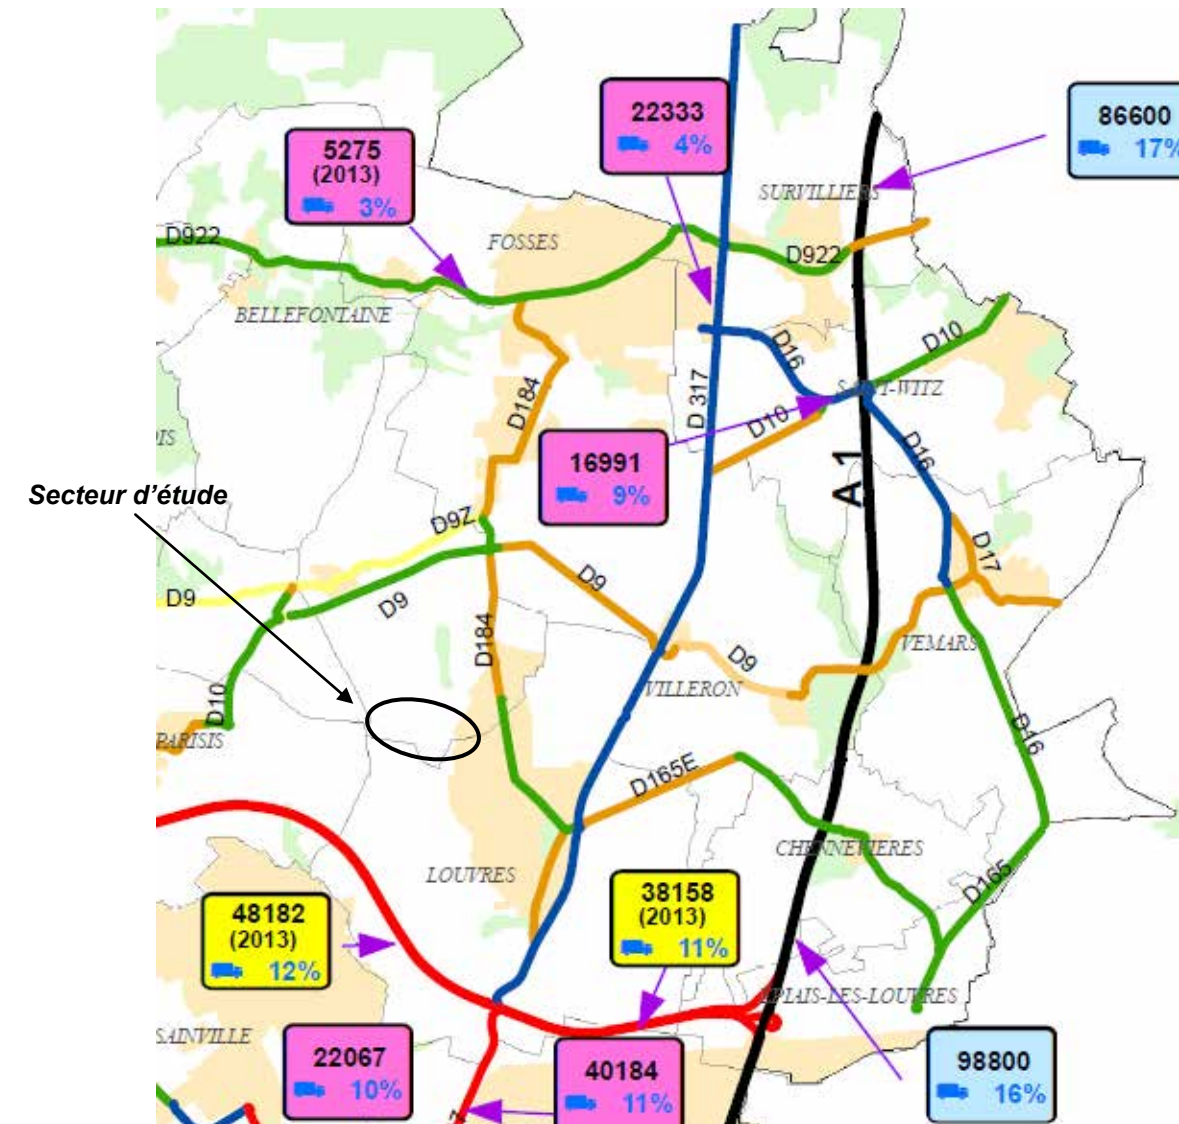 22333
4%
86600
17%
5275
(2013)
3%
SURVILLIERS
D922
FOSSES
D922
BELLEFONTAINE
D16
D10
D184
D 317
D10
16991
9%
A 1
D16
Secteur d'étude
D9Z
D17
D9
D9
D9
D184
D9
VEMARS
D10
VILLERON
PARISIS
D16
D165E
CHENNEVIERES
LOUVRES
D165
48182
(2013)
12%
38158
(2013)
11%
SAINVILLE
22067
10%
40184
11%
98800
16%